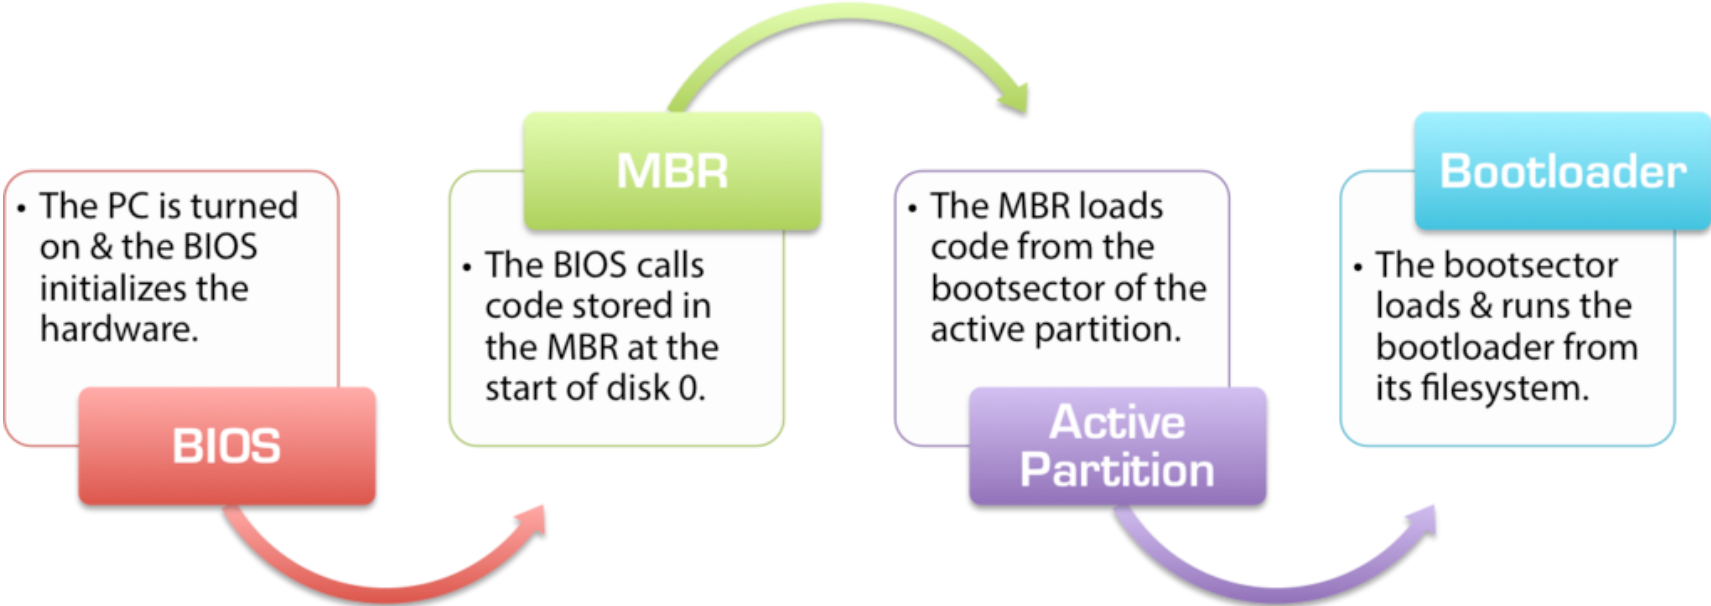 • The PC is turned
on & the BIOS
initializes the
hardware.
BIOS
MBR
• The BIOS calls
code stored in
the MBR at the
start of disk 0.
• The MBR loads
code from the
bootsector of the
active partition.
Active
Partition
Bootloader
• The bootsector
loads & runs the
bootloader from
its filesystem.